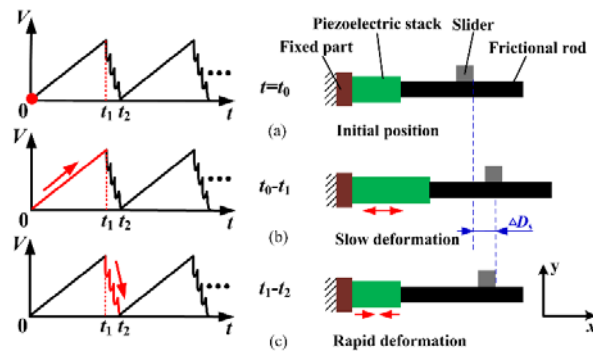 V
0
t₁ t₂ t
•••
Piezoelectric stack
Slider
Fixed part
Frictional rod
t=t₀
(a)
Initial position
V
0
t₁ t₂ t
•••
t₀-t₁
(b)
Slow deformation
△Dₛ
V
0
t₁ t₂ t
•••
t₁-t₂
(c)
Rapid deformation
y
x